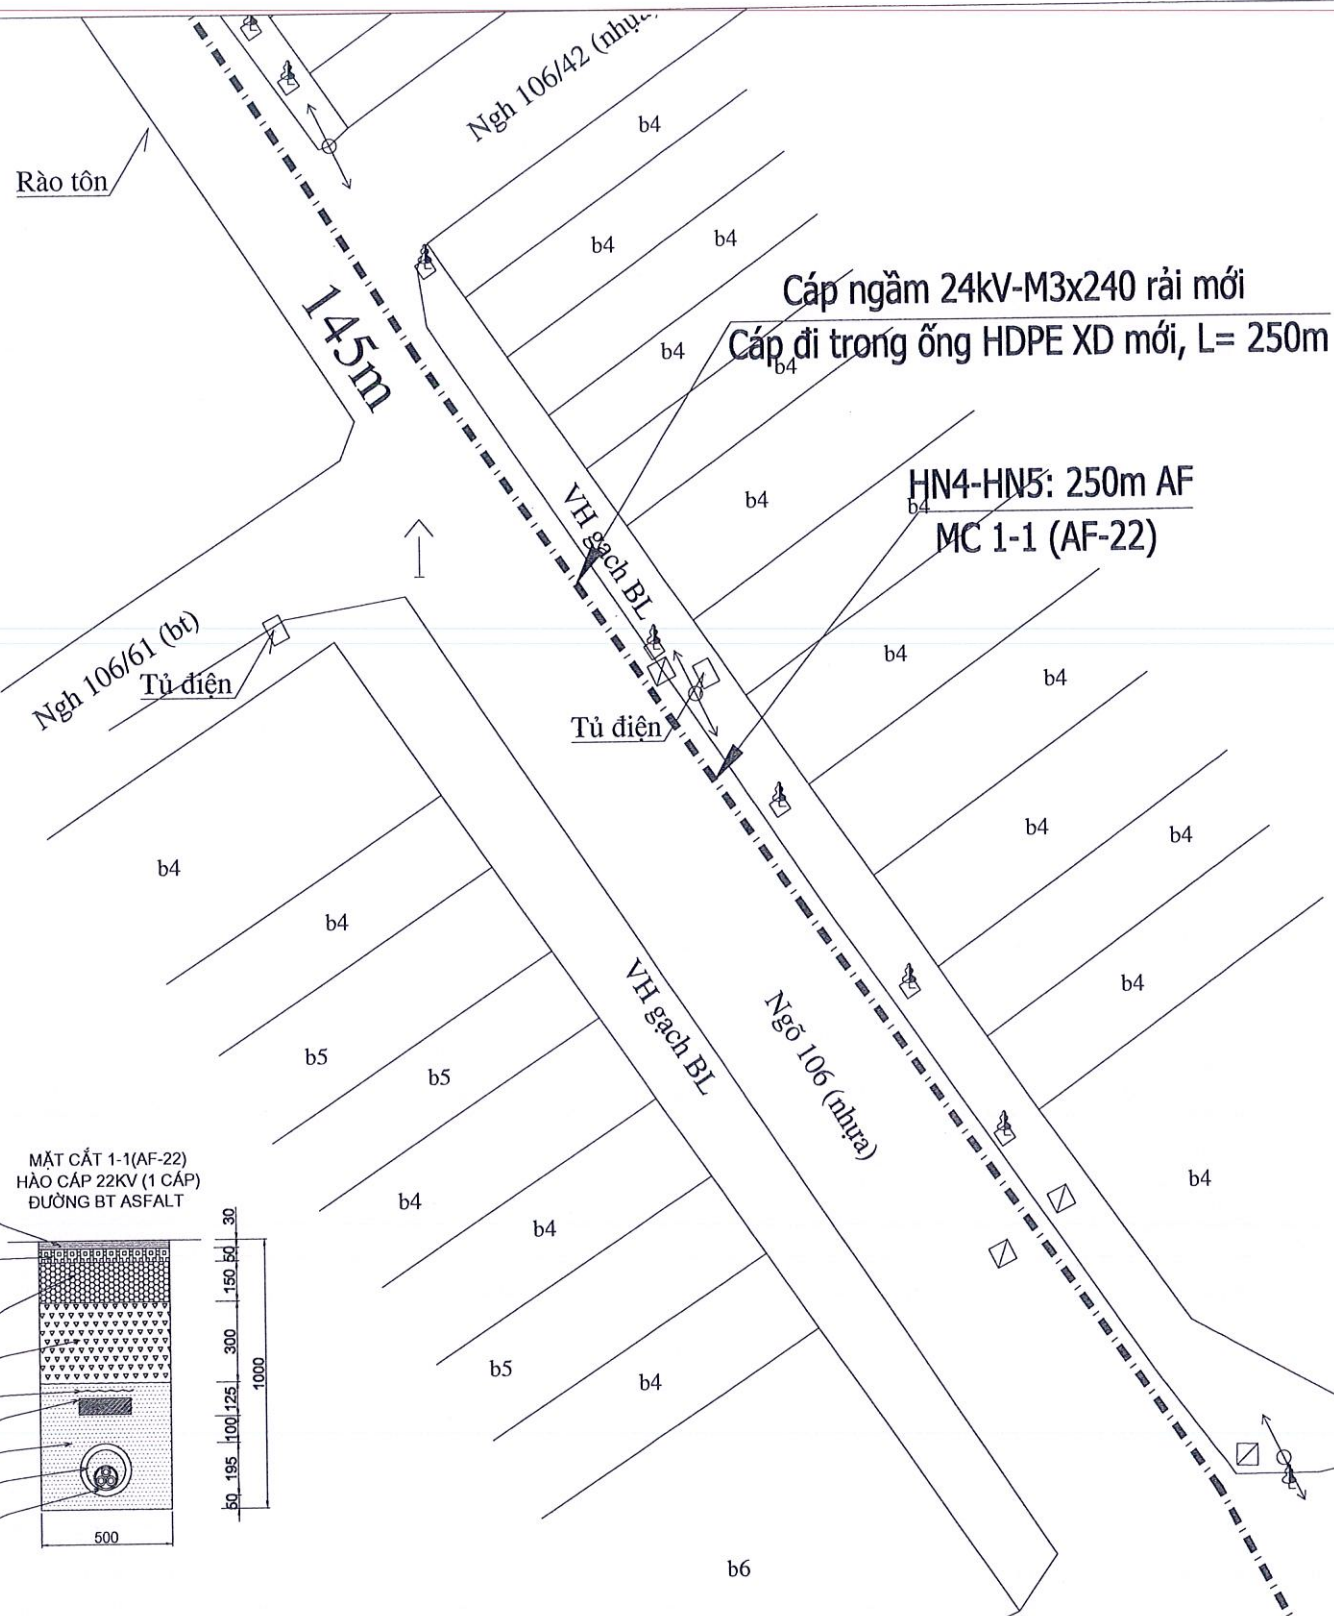 Ngh 106/42 (nhựa)
b4
Rào tôn
b4
b4
Cáp ngầm 24kV-M3x240 rải mới
145m
Cáp đi trong ống HDPE XD mới, L= 250m
b4
b4
HN4-HN5: 250m AF
b4
b4
MC 1-1 (AF-22)
VH gạch BL
Ngh 106/61 (bt)
Tủ điện
b4
b4
Tủ điện
b4
b4
b4
b4
b4
VH gạch BL
Ngõ 106 (nhựa)
b5
b5
MẶT CẮT 1-1(AF-22)
HÀO CÁP 22KV (1 CÁP)
ĐƯỜNG BT ASFALT
b4
b4
b4
30
50
150
300
125
100
195
50
1000
500
b5
b4
b6